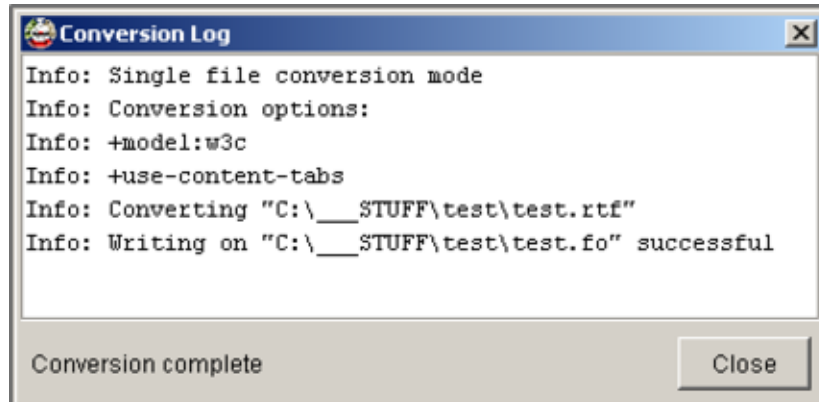 Conversion Log
Info: Single file conversion mode
Info: Conversion options:
Info: +model:w3c
Info: +use-content-tabs
Info: Converting "C:\___STUFF\test\test.rtf"
Info: Writing on "C:\___STUFF\test\test.fo" successful
Conversion complete
Close